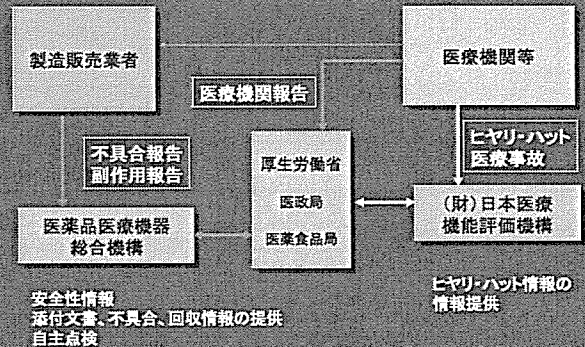 製造販売業者
医療機関等
医療機関報告
不具合報告
副作用報告
ヒヤリ・ハット
医療事故
厚生労働省
医政局
医薬食品局
医薬品医療機器
総合機構
(財)日本医療
機能評価機構
安全性情報
添付文書、不具合、回収情報の提供
自主点検
ヒヤリ・ハット情報の
情報提供